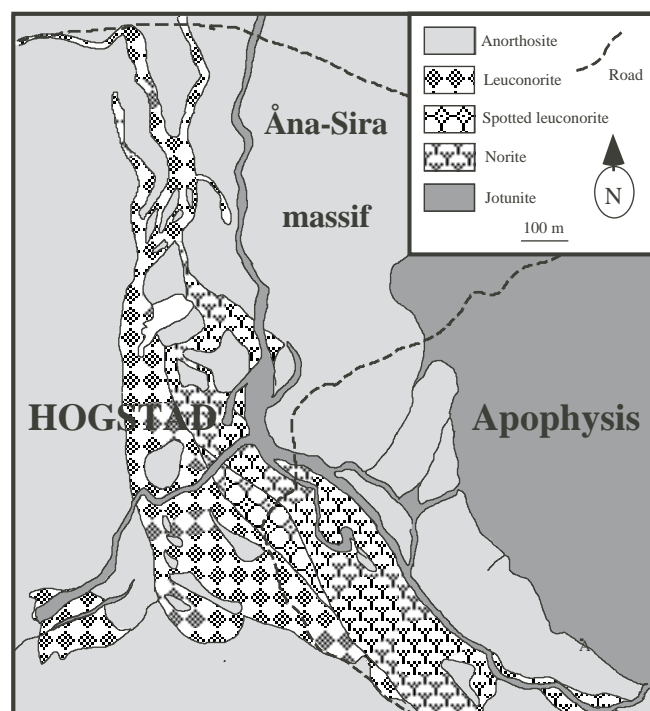 Anorthosite
Leuconorite
Road
Spotted leuconorite
Norite
N
Jotunite
100 m
Åna-Sira
massif
HOGSTAD
Apophysis
A